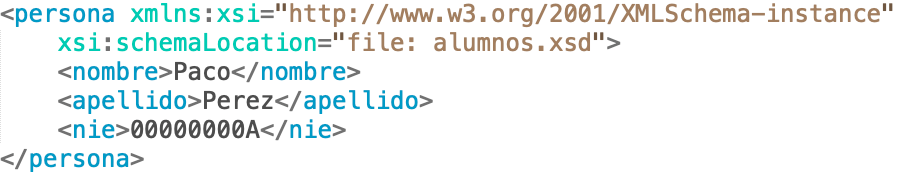 <persona xmlns:xsi="http://www.w3.org/2001/XMLSchema-instance"
xsi:schemaLocation="file: alumnos.xsd">
<nombre>Paco</nombre>
<apellido>Perez</apellido>
<nie>00000000A</nie>
</persona>